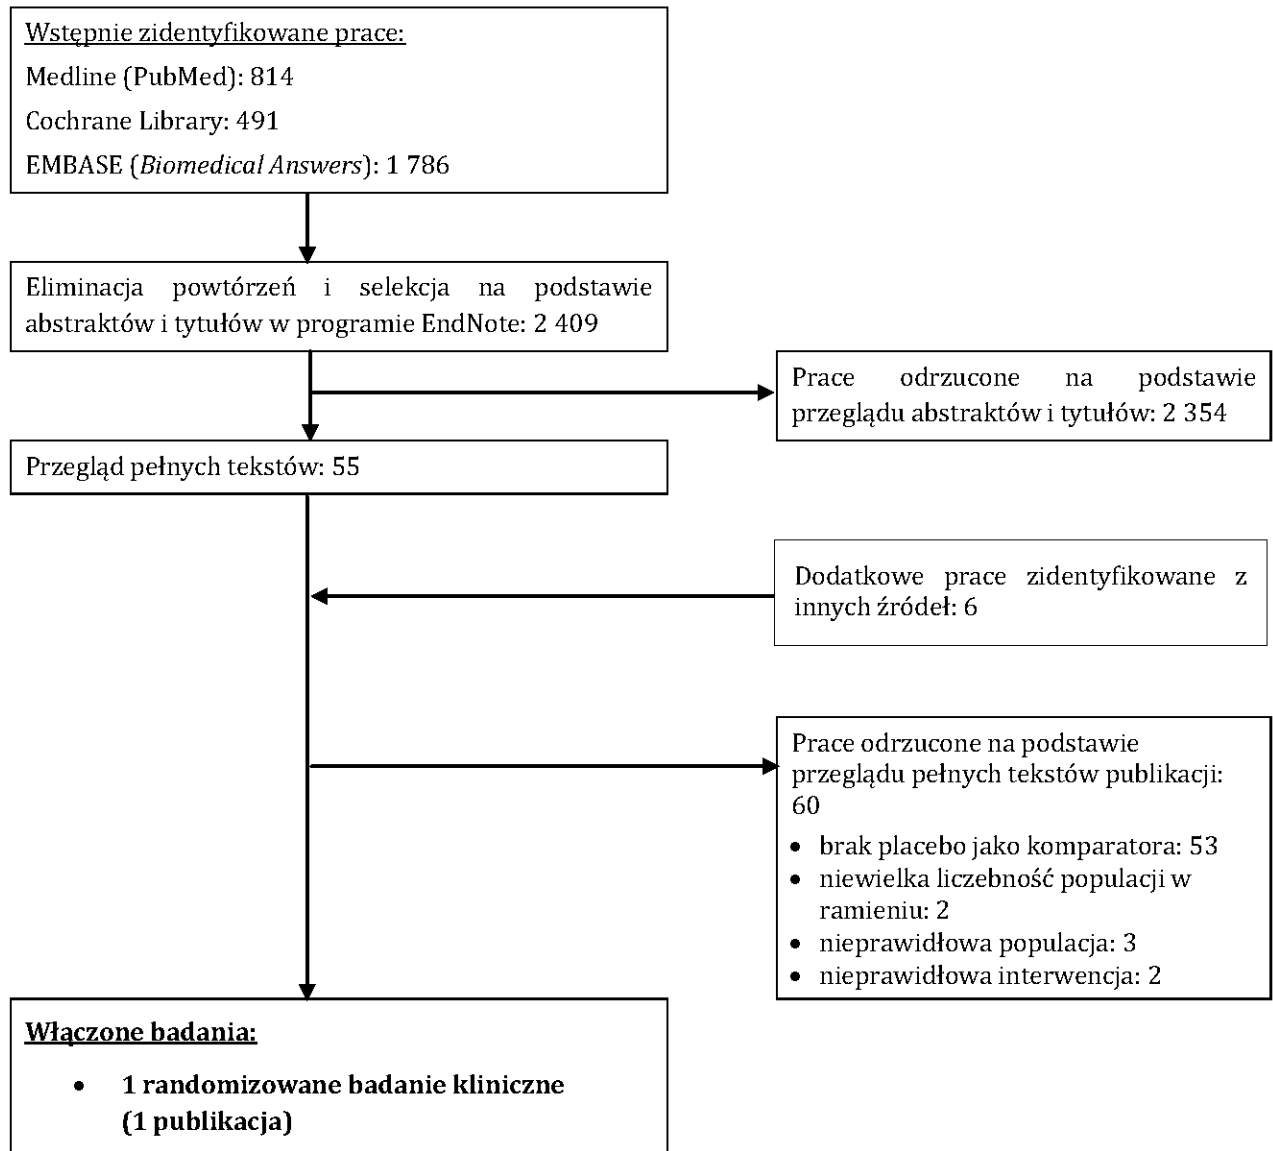 Wstępnie zidentyfikowane prace:
Medline (PubMed): 814
Cochrane Library: 491
EMBASE (Biomedical Answers): 1 786
Eliminacja powtórzeń i selekcja na podstawie
abstraktów i tytułów w programie EndNote: 2 409
Prace odrzucone na podstawie
przeglądu abstraktów i tytułów: 2 354
Przegląd pełnych tekstów: 55
Dodatkowe prace zidentyfikowane z
innych źródeł: 6
Prace odrzucone na podstawie
przeglądu pełnych tekstów publikacji:
60
• brak placebo jako komparatora: 53
• niewielka liczebność populacji w
ramieniu: 2
• nieprawidłowa populacja: 3
• nieprawidłowa interwencja: 2
Włączone badania:
• 1 randomizowane badanie kliniczne
(1 publikacja)